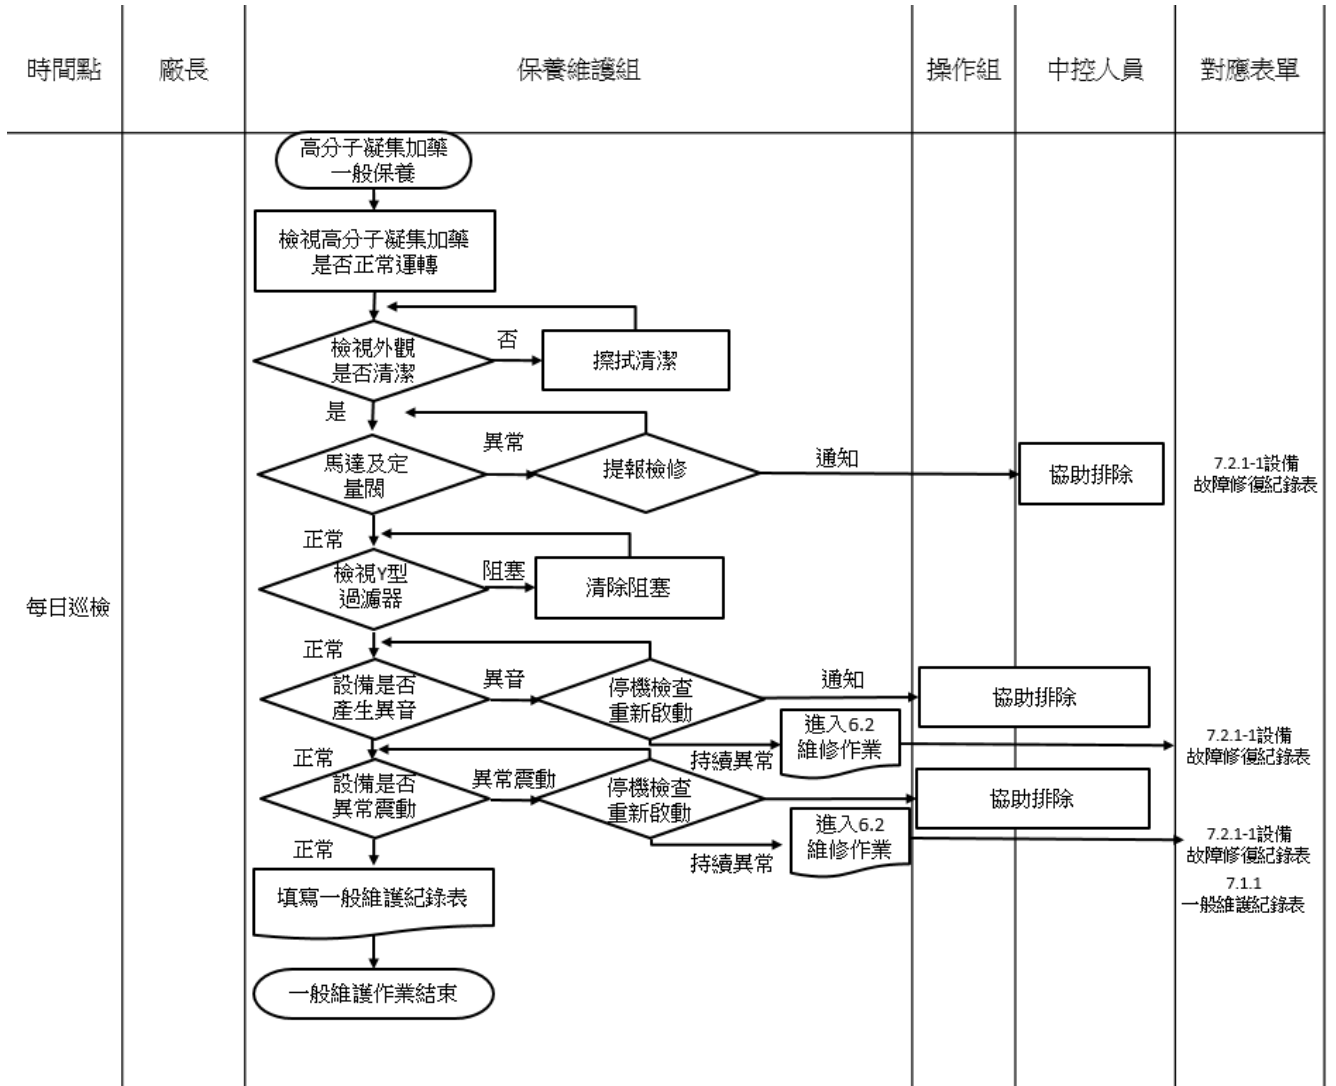 時間點
廠長
保養維護組
操作組
中控人員
對應表單
高分子凝集加藥
一般保養
檢視高分子凝集加藥
是否正常運轉
檢視外觀
是否清潔
否
擦拭清潔
是
馬達及定
量閥
異常
提報檢修
通知
協助排除
7.2.1-1設備
故障修復紀錄表
正常
檢視Y型
過濾器
阻塞
清除阻塞
每日巡檢
正常
設備是否
產生異音
異音
停機檢查
重新啟動
通知
協助排除
持續異常
進入6.2
維修作業
7.2.1-1設備
故障修復紀錄表
正常
設備是否
異常震動
異常震動
停機檢查
重新啟動
協助排除
持續異常
進入6.2
維修作業
7.2.1-1設備
故障修復紀錄表
正常
填寫一般維護紀錄表
7.1.1
一般維護紀錄表
一般維護作業結束